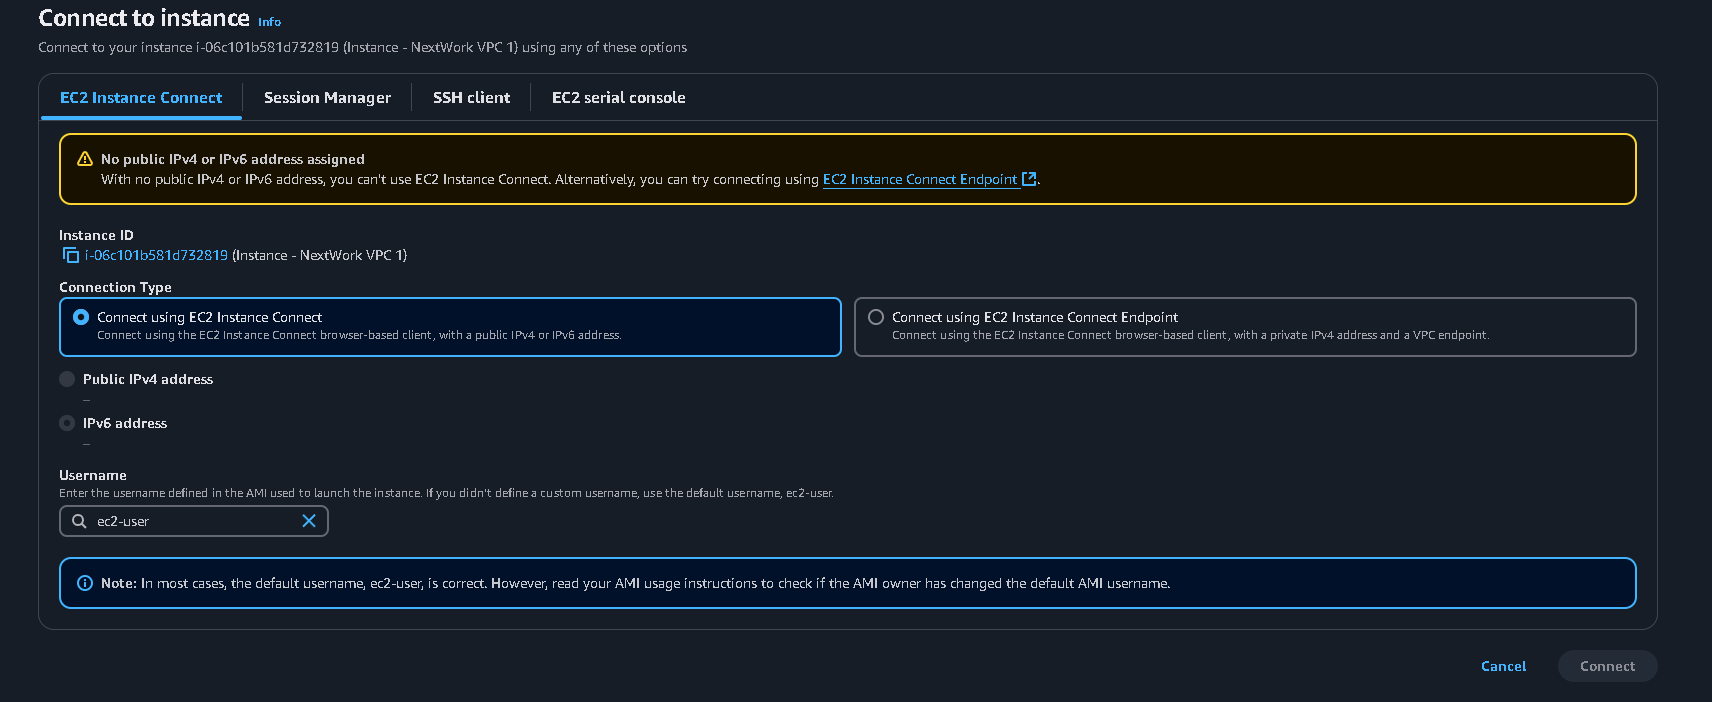 Connect to instance Info
Connect to your instance i-06c101b581d732819 (Instance - NextWork VPC 1) using any of these options
EC2 Instance Connect
Session Manager
SSH client
EC2 serial console
No public IPv4 or IPv6 address assigned
With no public IPv4 or IPv6 address, you can't use EC2 Instance Connect. Alternatively, you can try connecting using EC2 Instance Connect Endpoint.
Instance ID
i-06c101b581d732819 (Instance - NextWork VPC 1)
Connection Type
Connect using EC2 Instance Connect
Connect using the EC2 Instance Connect browser-based client, with a public IPv4 or IPv6 address.
Connect using EC2 Instance Connect Endpoint
Connect using the EC2 Instance Connect browser-based client, with a private IPv4 address and a VPC endpoint.
Public IPv4 address
–
IPv6 address
–
Username
Enter the username defined in the AMI used to launch the instance. If you didn't define a custom username, use the default username, ec2-user.
ec2-user
Note: In most cases, the default username, ec2-user, is correct. However, read your AMI usage instructions to check if the AMI owner has changed the default AMI username.
Cancel
Connect